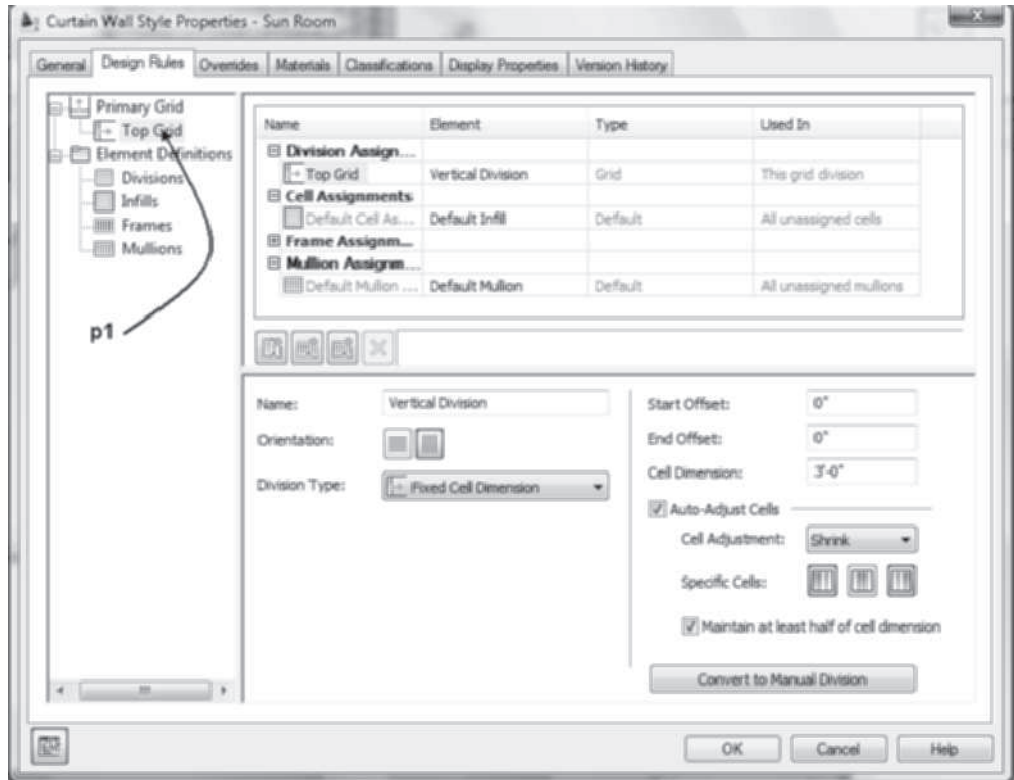 Curtain Wall Style Properties - Sun Room
General Design Rules Overrides Materials Classifications Display Properties Version History
Primary Grid
Top Grid
Element Definitions
Divisions
Infills
Frames
Mullions
p1
Name Element Type Used In
Division Assign...
Top Grid Vertical Division Grid This grid division
Cell Assignments
Default Cell As... Default Infill Default All unassigned cells
Frame Assignm...
Mullion Assignm...
Default Mullion ... Default Mullion Default All unassigned mullions
Name: Vertical Division
Orientation:
Division Type: Fixed Cell Dimension
Start Offset: 0"
End Offset: 0"
Cell Dimension: 3'-0"
Auto-Adjust Cells
Cell Adjustment: Shrink
Specific Cells:
Maintain at least half of cell dimension
Convert to Manual Division
OK Cancel Help